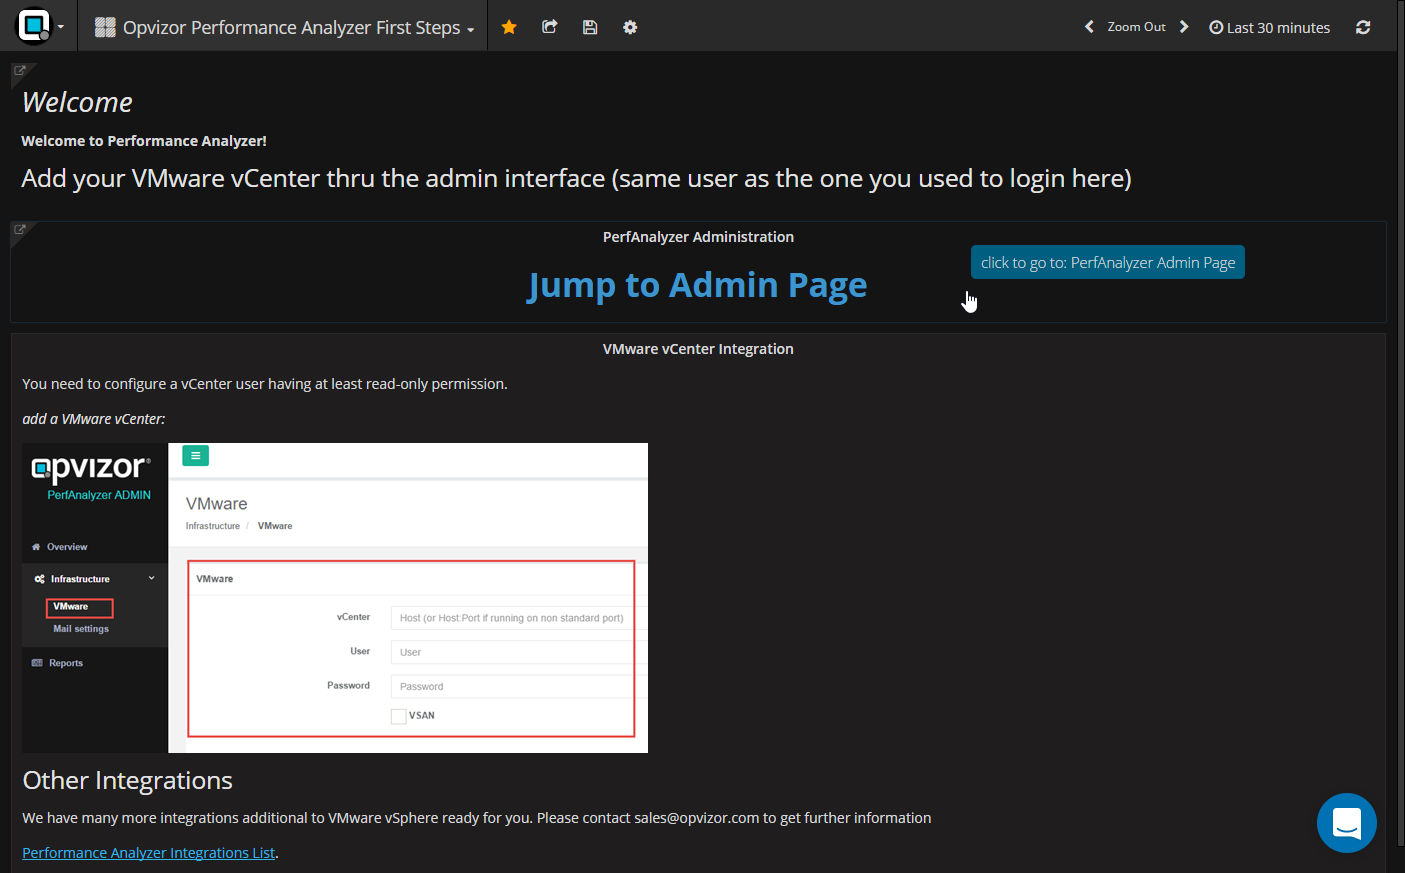 Opvizor Performance Analyzer First Steps
Zoom Out
Last 30 minutes
Welcome
Welcome to Performance Analyzer!
Add your VMware vCenter thru the admin interface (same user as the one you used to login here)
PerfAnalyzer Administration
click to go to: PerfAnalyzer Admin Page
Jump to Admin Page
VMware vCenter Integration
You need to configure a vCenter user having at least read-only permission.
add a VMware vCenter:
opvizor®
PerfAnalyzer ADMIN
Overview
Infrastructure
VMware
Mail settings
Reports
VMware
Infrastructure / VMware
VMware
vCenter Host (or Host:Port if running on non standard port)
User User
Password Password
VSAN
Other Integrations
We have many more integrations additional to VMware vSphere ready for you. Please contact sales@opvizor.com to get further information
Performance Analyzer Integrations List.